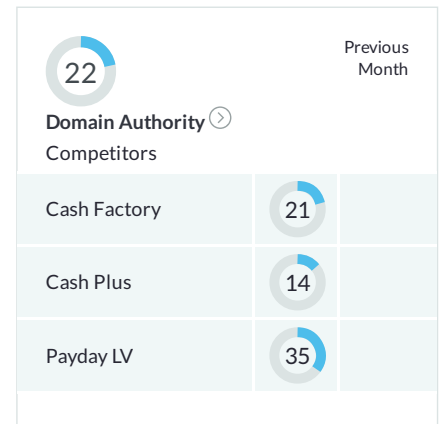 22
Previous
Month
Domain Authority
Competitors
Cash Factory 21
Cash Plus 14
Payday LV 35